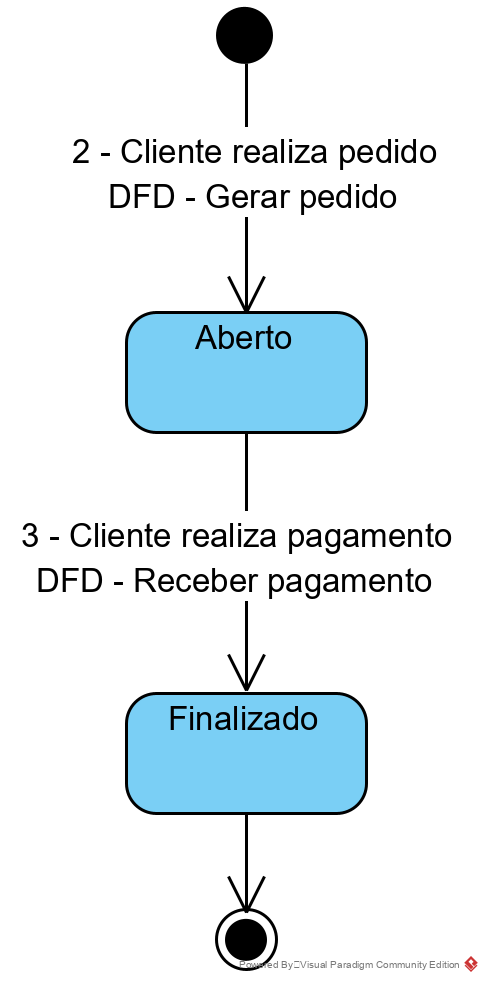 2 - Cliente realiza pedido
DFD - Gerar pedido
Aberto
3 - Cliente realiza pagamento
DFD - Receber pagamento
Finalizado
Powered By Visual Paradigm Community Edition